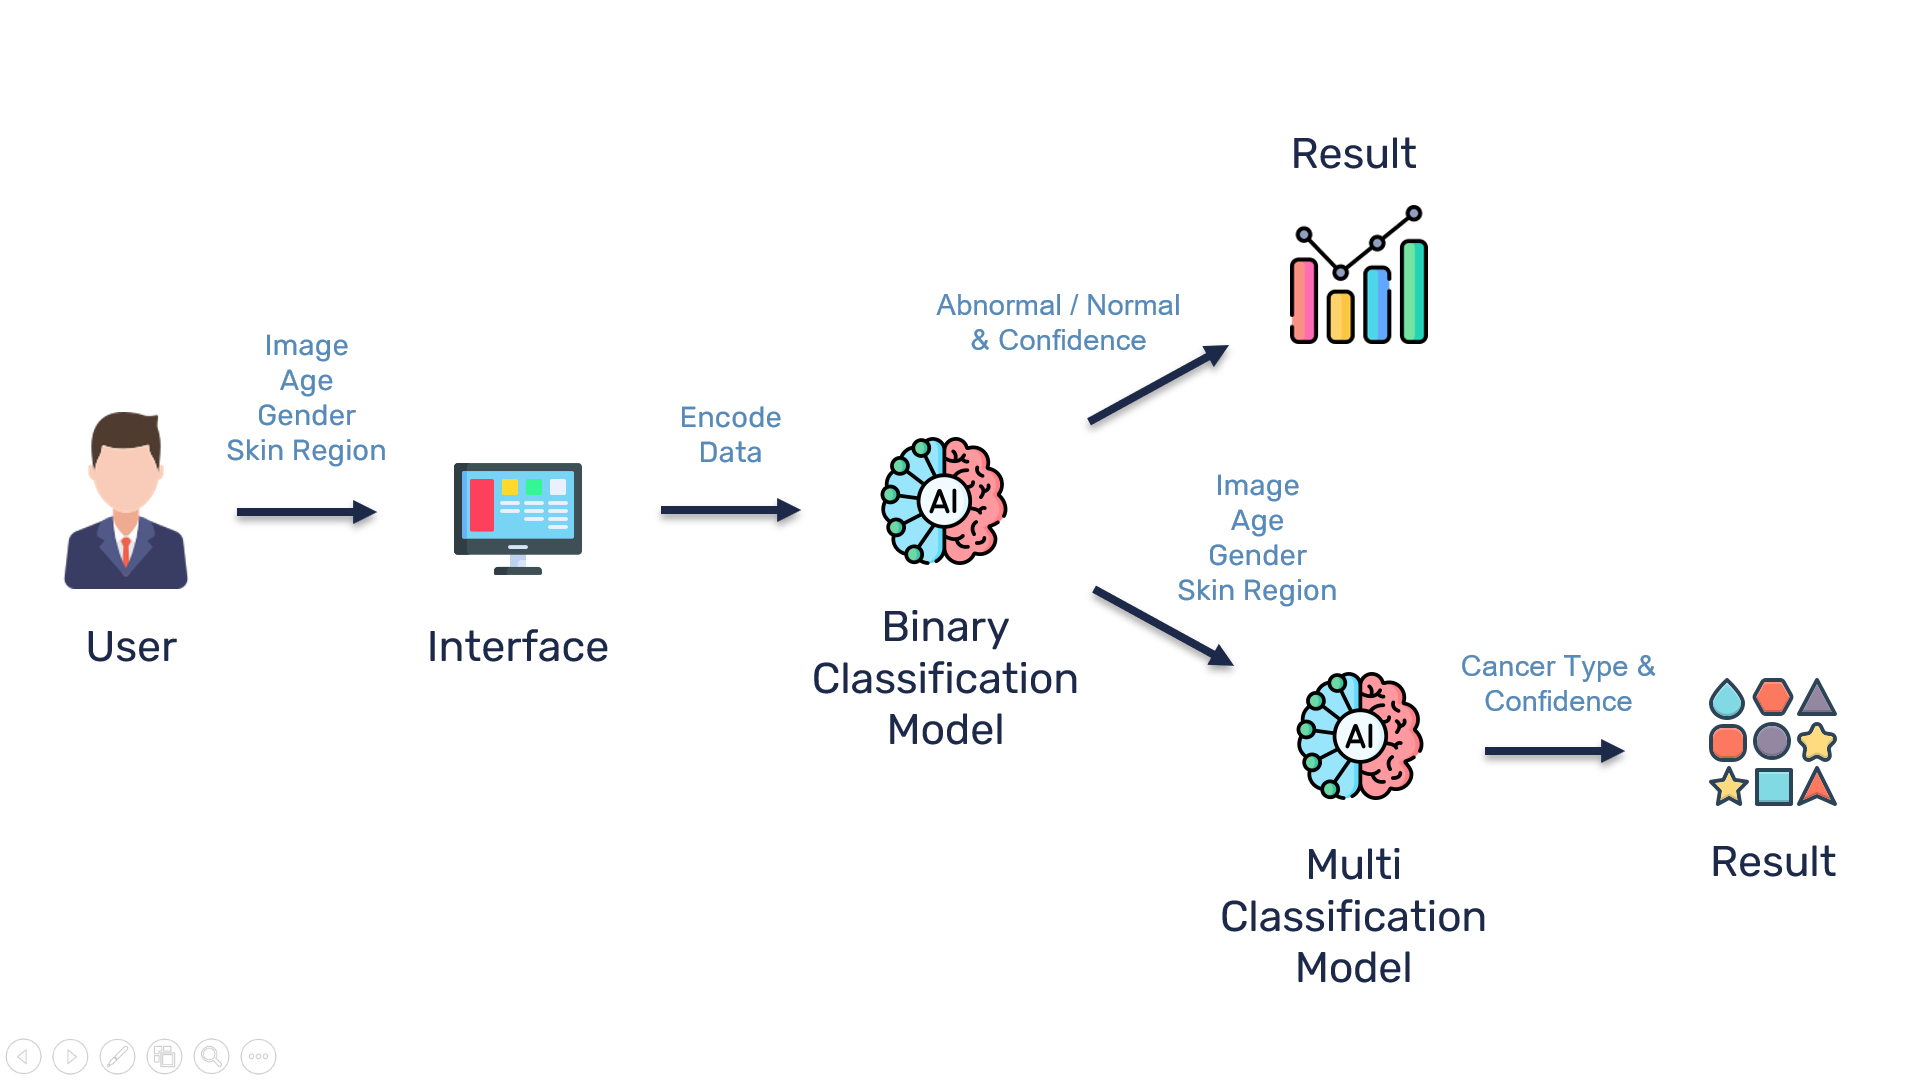 Result
Abnormal / Normal
& Confidence
Image
Age
Gender
Skin Region
Encode
Data
AI
Image
Age
Gender
Skin Region
User
Interface
Binary
Classification
Model
Cancer Type &
Confidence
AI
Result
Multi
Classification
Model